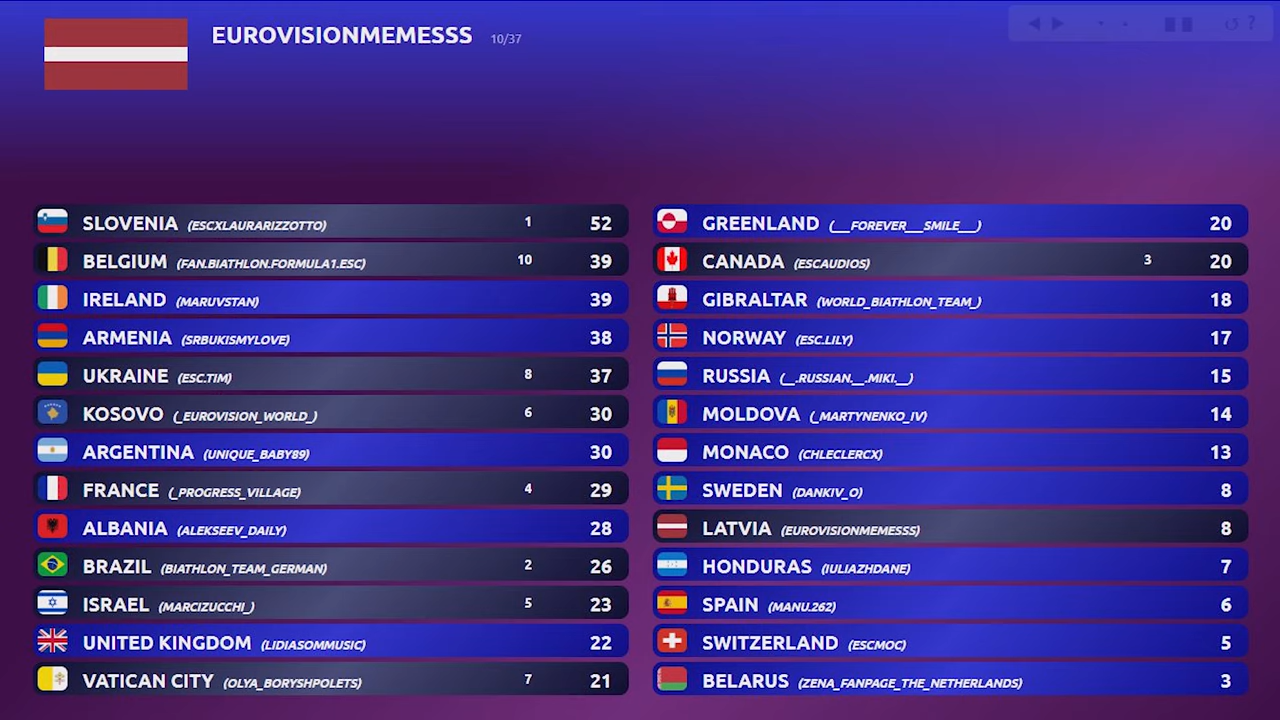 EUROVISIONMEMESSS 10/37
SLOVENIA (ESCXLAURARIZZOTTO) 1 52
BELGIUM (FAN.BIATHLON.FORMULA1.ESC) 10 39
IRELAND (MARUVSTAN) 39
ARMENIA (SRBUKISMYLOVE) 38
UKRAINE (ESC.TIM) 8 37
KOSOVO (_EUROVISION_WORLD_) 6 30
ARGENTINA (UNIQUE_BABY89) 30
FRANCE (_PROGRESS_VILLAGE) 4 29
ALBANIA (ALEKSEEV_DAILY) 28
BRAZIL (BIATHLON_TEAM_GERMAN) 2 26
ISRAEL (MARCIZUCCHI_) 5 23
UNITED KINGDOM (LIDIASOMMUSIC) 22
VATICAN CITY (OLYA_BORYSHPOLETS) 7 21
GREENLAND (__FOREVER__SMILE__) 20
CANADA (ESCAUDIOS) 3 20
GIBRALTAR (WORLD_BIATHLON_TEAM_) 18
NORWAY (ESC.LILY) 17
RUSSIA (__.RUSSIAN.__.MIKI.__) 15
MOLDOVA (_MARTYNENKO_IV) 14
MONACO (CHLECLERCX) 13
SWEDEN (DANKIV_O) 8
LATVIA (EUROVISIONMEMESSS) 8
HONDURAS (IULIAZHDANE) 7
SPAIN (MANU.262) 6
SWITZERLAND (ESCMOC) 5
BELARUS (ZENA_FANPAGE_THE_NETHERLANDS) 3